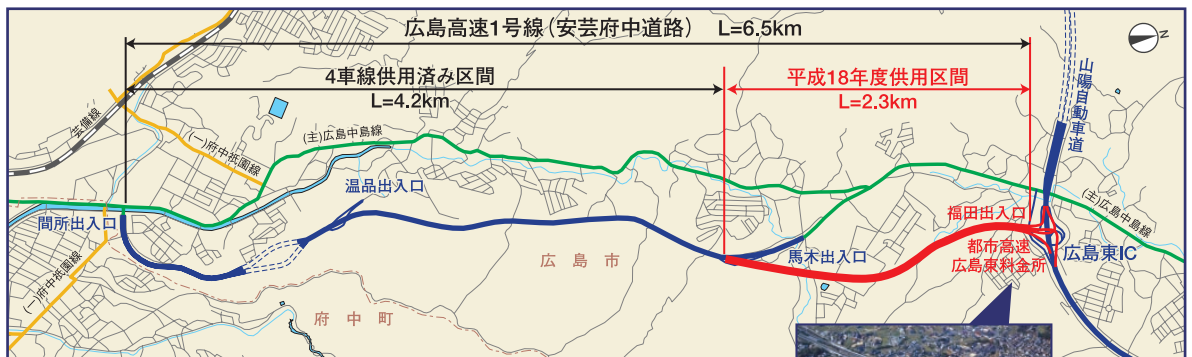 広島高速1号線(安芸府中道路) L=6.5km
4車線供用済み区間
L=4.2km
平成18年度供用区間
L=2.3km
N
山陽自動車道
芸備線
(一)府中祇園線
(主)広島中島線
温品出入口
間所出入口
(一)府中祇園線
広島市
府中町
馬木出入口
福田出入口
都市高速
広島東料金所
広島東IC
(主)広島中島線